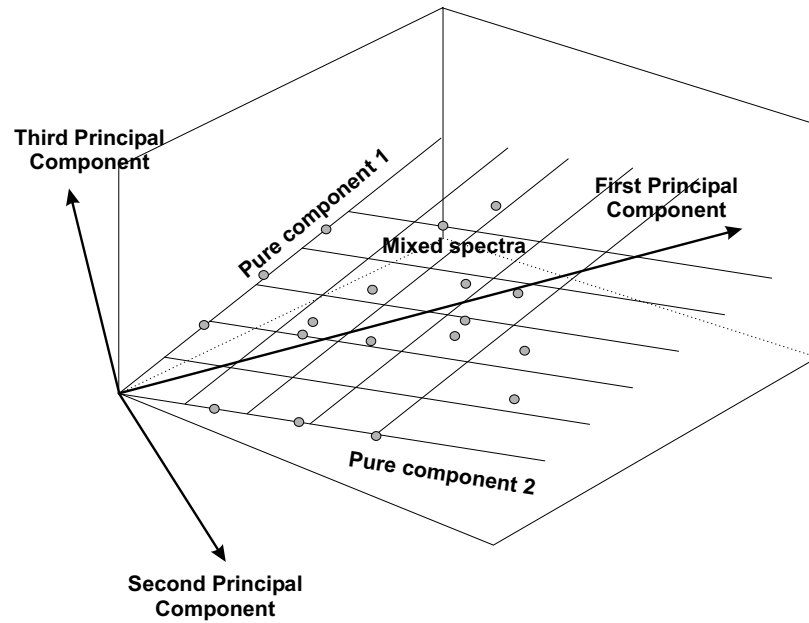 Third Principal
Component
Pure component 1
First Principal
Component
Mixed spectra
Pure component 2
Second Principal
Component